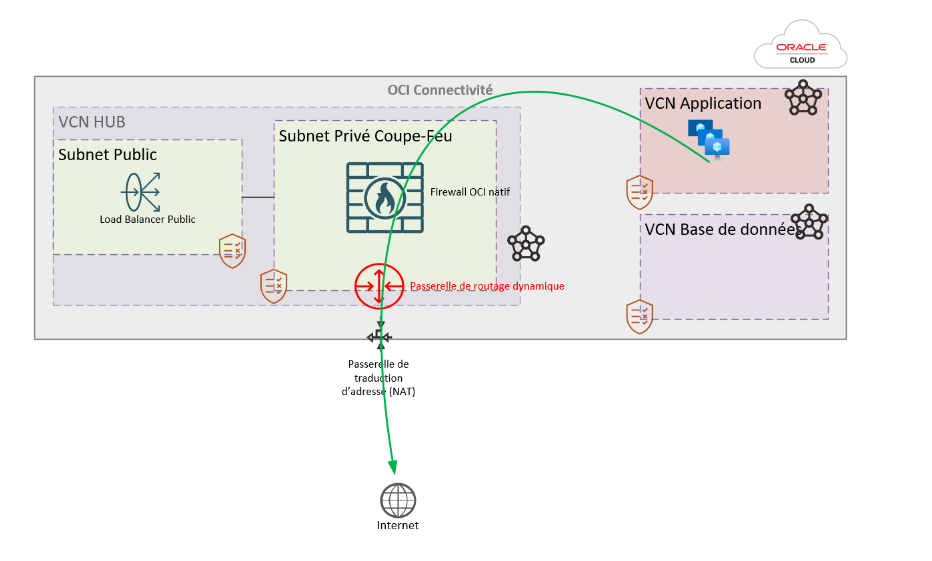 ORACLE
CLOUD
OCI Connectivité
VCN HUB
Subnet Public
Load Balancer Public
Subnet Privé Coupe-Feu
Firewall OCI natif
Passerelle de routage dynamique
VCN Application
VCN Base de données
Passerelle de
traduction
d'adresse (NAT)
Internet